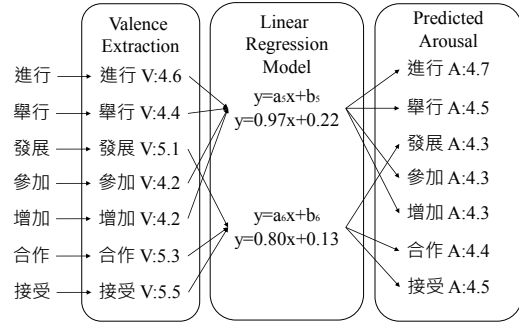 Valence
Extraction
Linear
Regression
Model
Predicted
Arousal
進行
舉行
發展
參加
增加
合作
接受
進行 V:4.6
舉行 V:4.4
發展 V:5.1
參加 V:4.2
增加 V:4.2
合作 V:5.3
接受 V:5.5
y=a₅x+b₅
y=0.97x+0.22
y=a₆x+b₆
y=0.80x+0.13
進行 A:4.7
舉行 A:4.5
發展 A:4.3
參加 A:4.3
增加 A:4.3
合作 A:4.4
接受 A:4.5